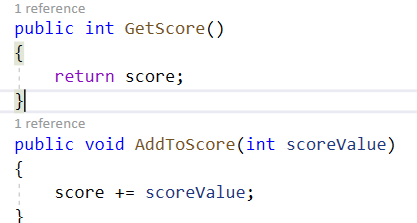 1 reference
public int GetScore()
{
return score;
}
1 reference
public void AddToScore(int scoreValue)
{
score += scoreValue;
}